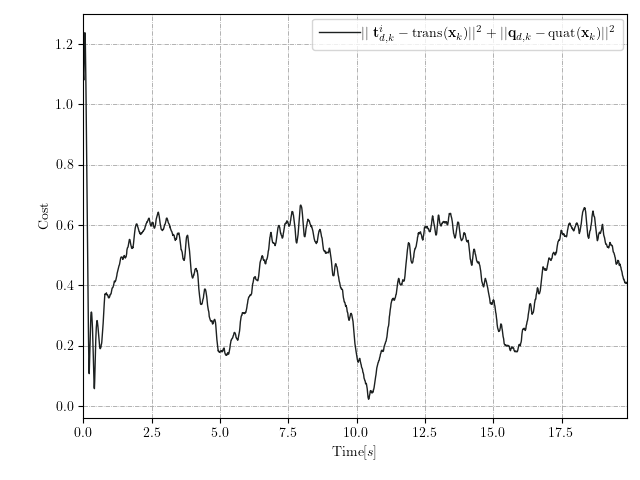 || t^i_{d,k} − trans(x_k)||^2 + ||q_{d,k} − quat(x_k)||^2
1.2
1.0
0.8
0.6
0.4
0.2
0.0
Cost
0.0 2.5 5.0 7.5 10.0 12.5 15.0 17.5
Time[s]